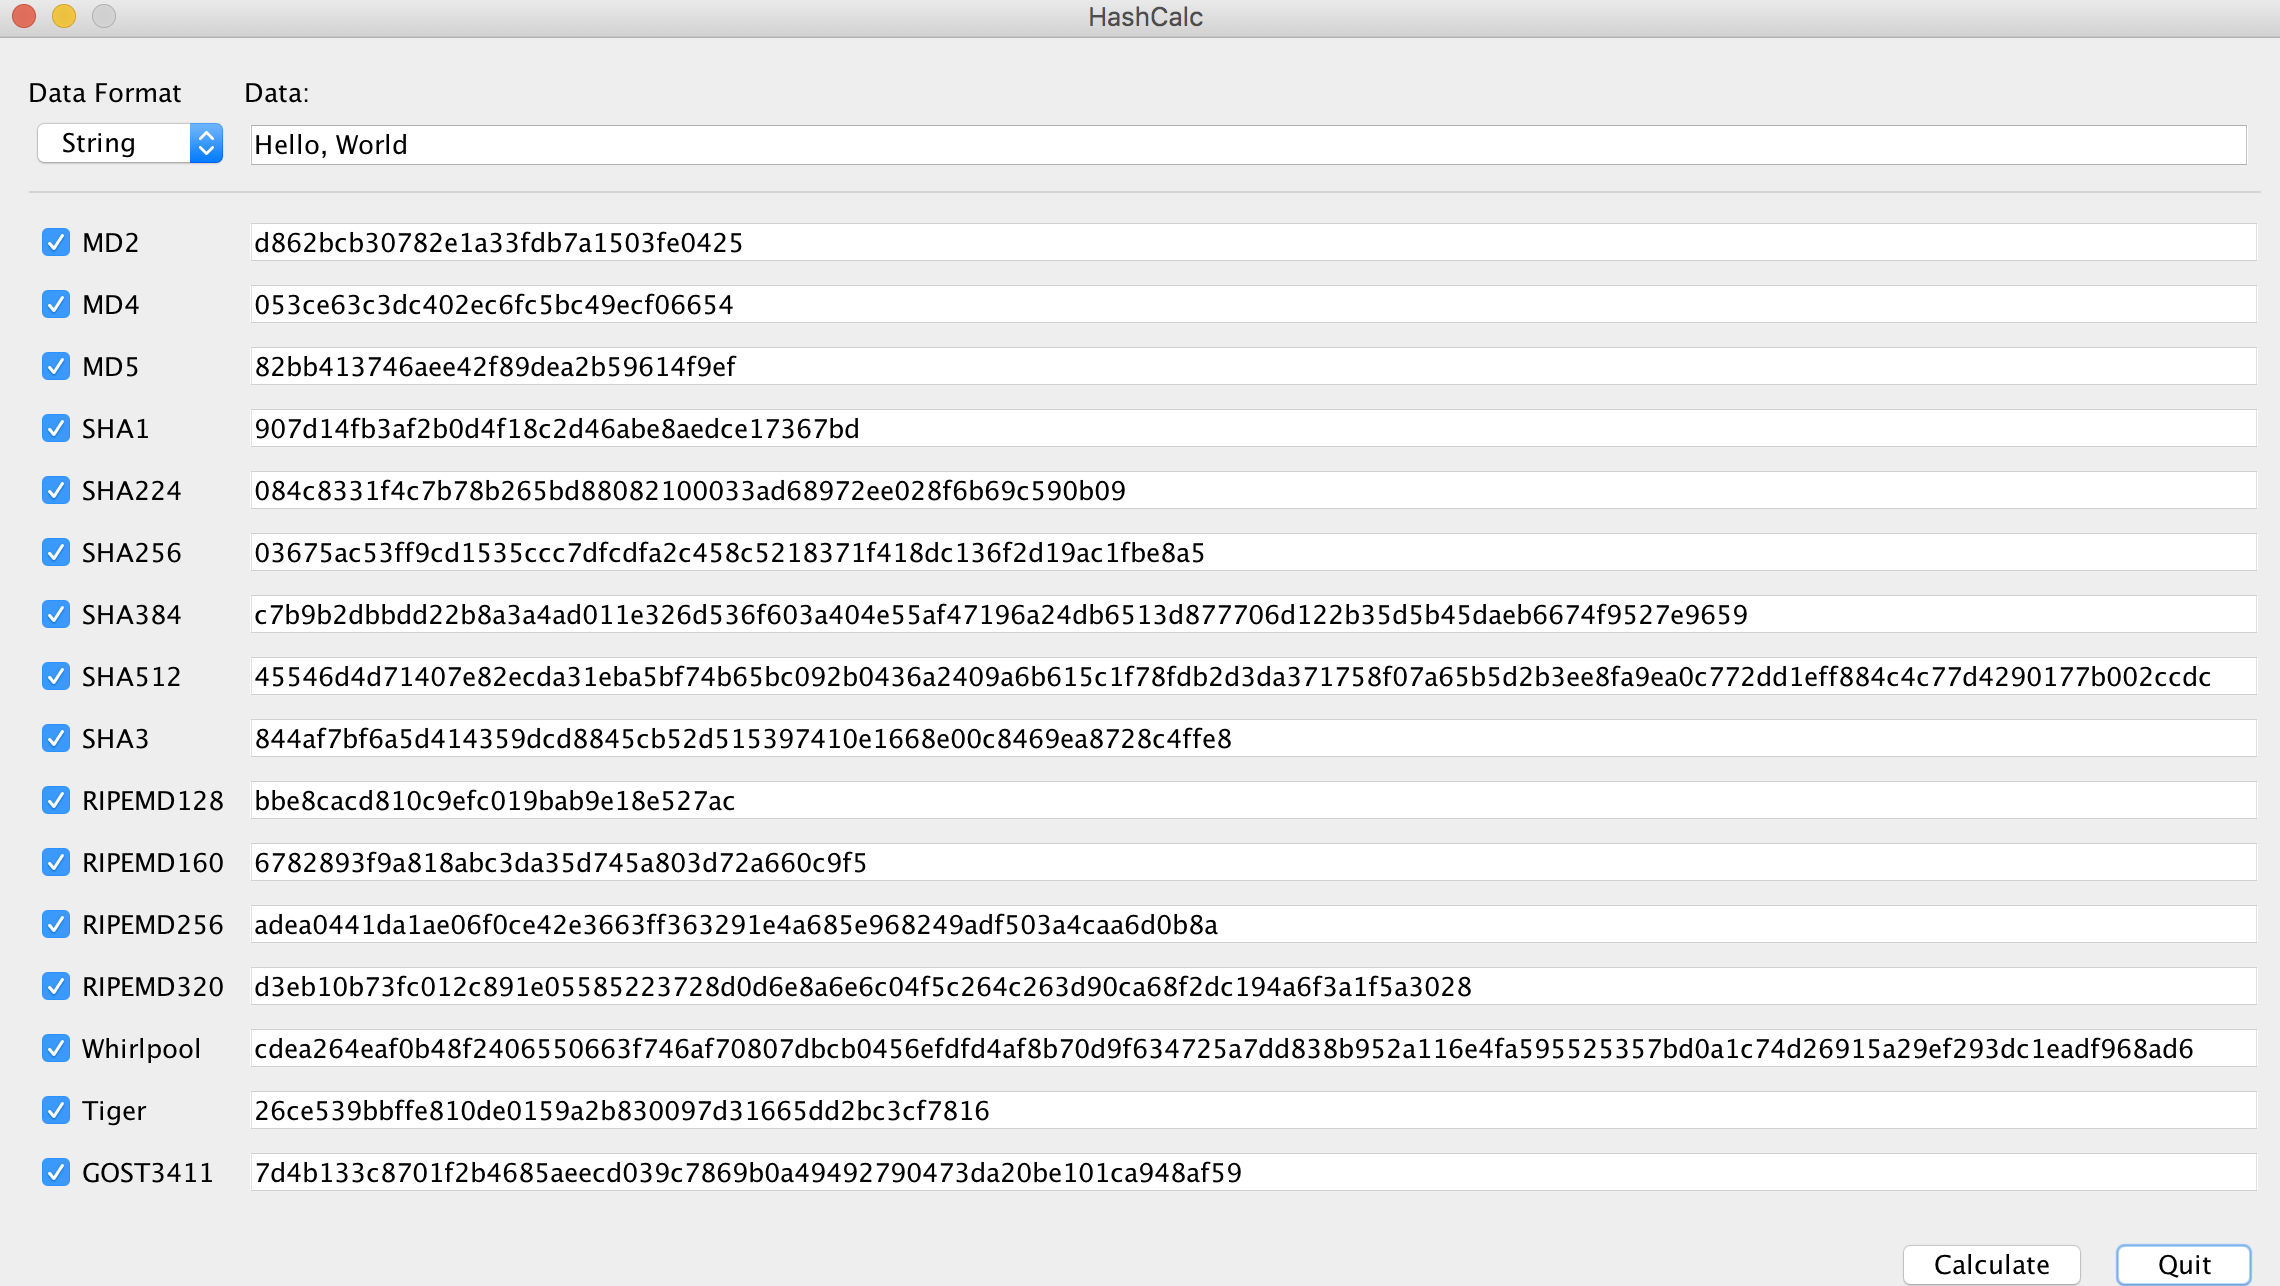 HashCalc
Data Format Data:
String Hello, World
MD2 d862bcb30782e1a33fdb7a1503fe0425
MD4 053ce63c3dc402ec6fc5bc49ecf06654
MD5 82bb413746aee42f89dea2b59614f9ef
SHA1 907d14fb3af2b0d4f18c2d46abe8aedce17367bd
SHA224 084c8331f4c7b78b265bd88082100033ad68972ee028f6b69c590b09
SHA256 03675ac53ff9cd1535ccc7dfcdfa2c458c5218371f418dc136f2d19ac1fbe8a5
SHA384 c7b9b2dbbdd22b8a3a4ad011e326d536f603a404e55af47196a24db6513d877706d122b35d5b45daeb6674f9527e9659
SHA512 45546d4d71407e82ecda31eba5bf74b65bc092b0436a2409a6b615c1f78fdb2d3da371758f07a65b5d2b3ee8fa9ea0c772dd1eff884c4c77d4290177b002ccdc
SHA3 844af7bf6a5d414359dcd8845cb52d515397410e1668e00c8469ea8728c4ffe8
RIPEMD128 bbe8cacd810c9efc019bab9e18e527ac
RIPEMD160 6782893f9a818abc3da35d745a803d72a660c9f5
RIPEMD256 adea0441da1ae06f0ce42e3663ff363291e4a685e968249adf503a4caa6d0b8a
RIPEMD320 d3eb10b73fc012c891e05585223728d0d6e8a6e6c04f5c264c263d90ca68f2dc194a6f3a1f5a3028
Whirlpool cdea264eaf0b48f2406550663f746af70807dbcb0456efdfd4af8b70d9f634725a7dd838b952a116e4fa595525357bd0a1c74d26915a29ef293dc1eadf968ad6
Tiger 26ce539bbffe810de0159a2b830097d31665dd2bc3cf7816
GOST3411 7d4b133c8701f2b4685aeecd039c7869b0a49492790473da20be101ca948af59
Calculate Quit